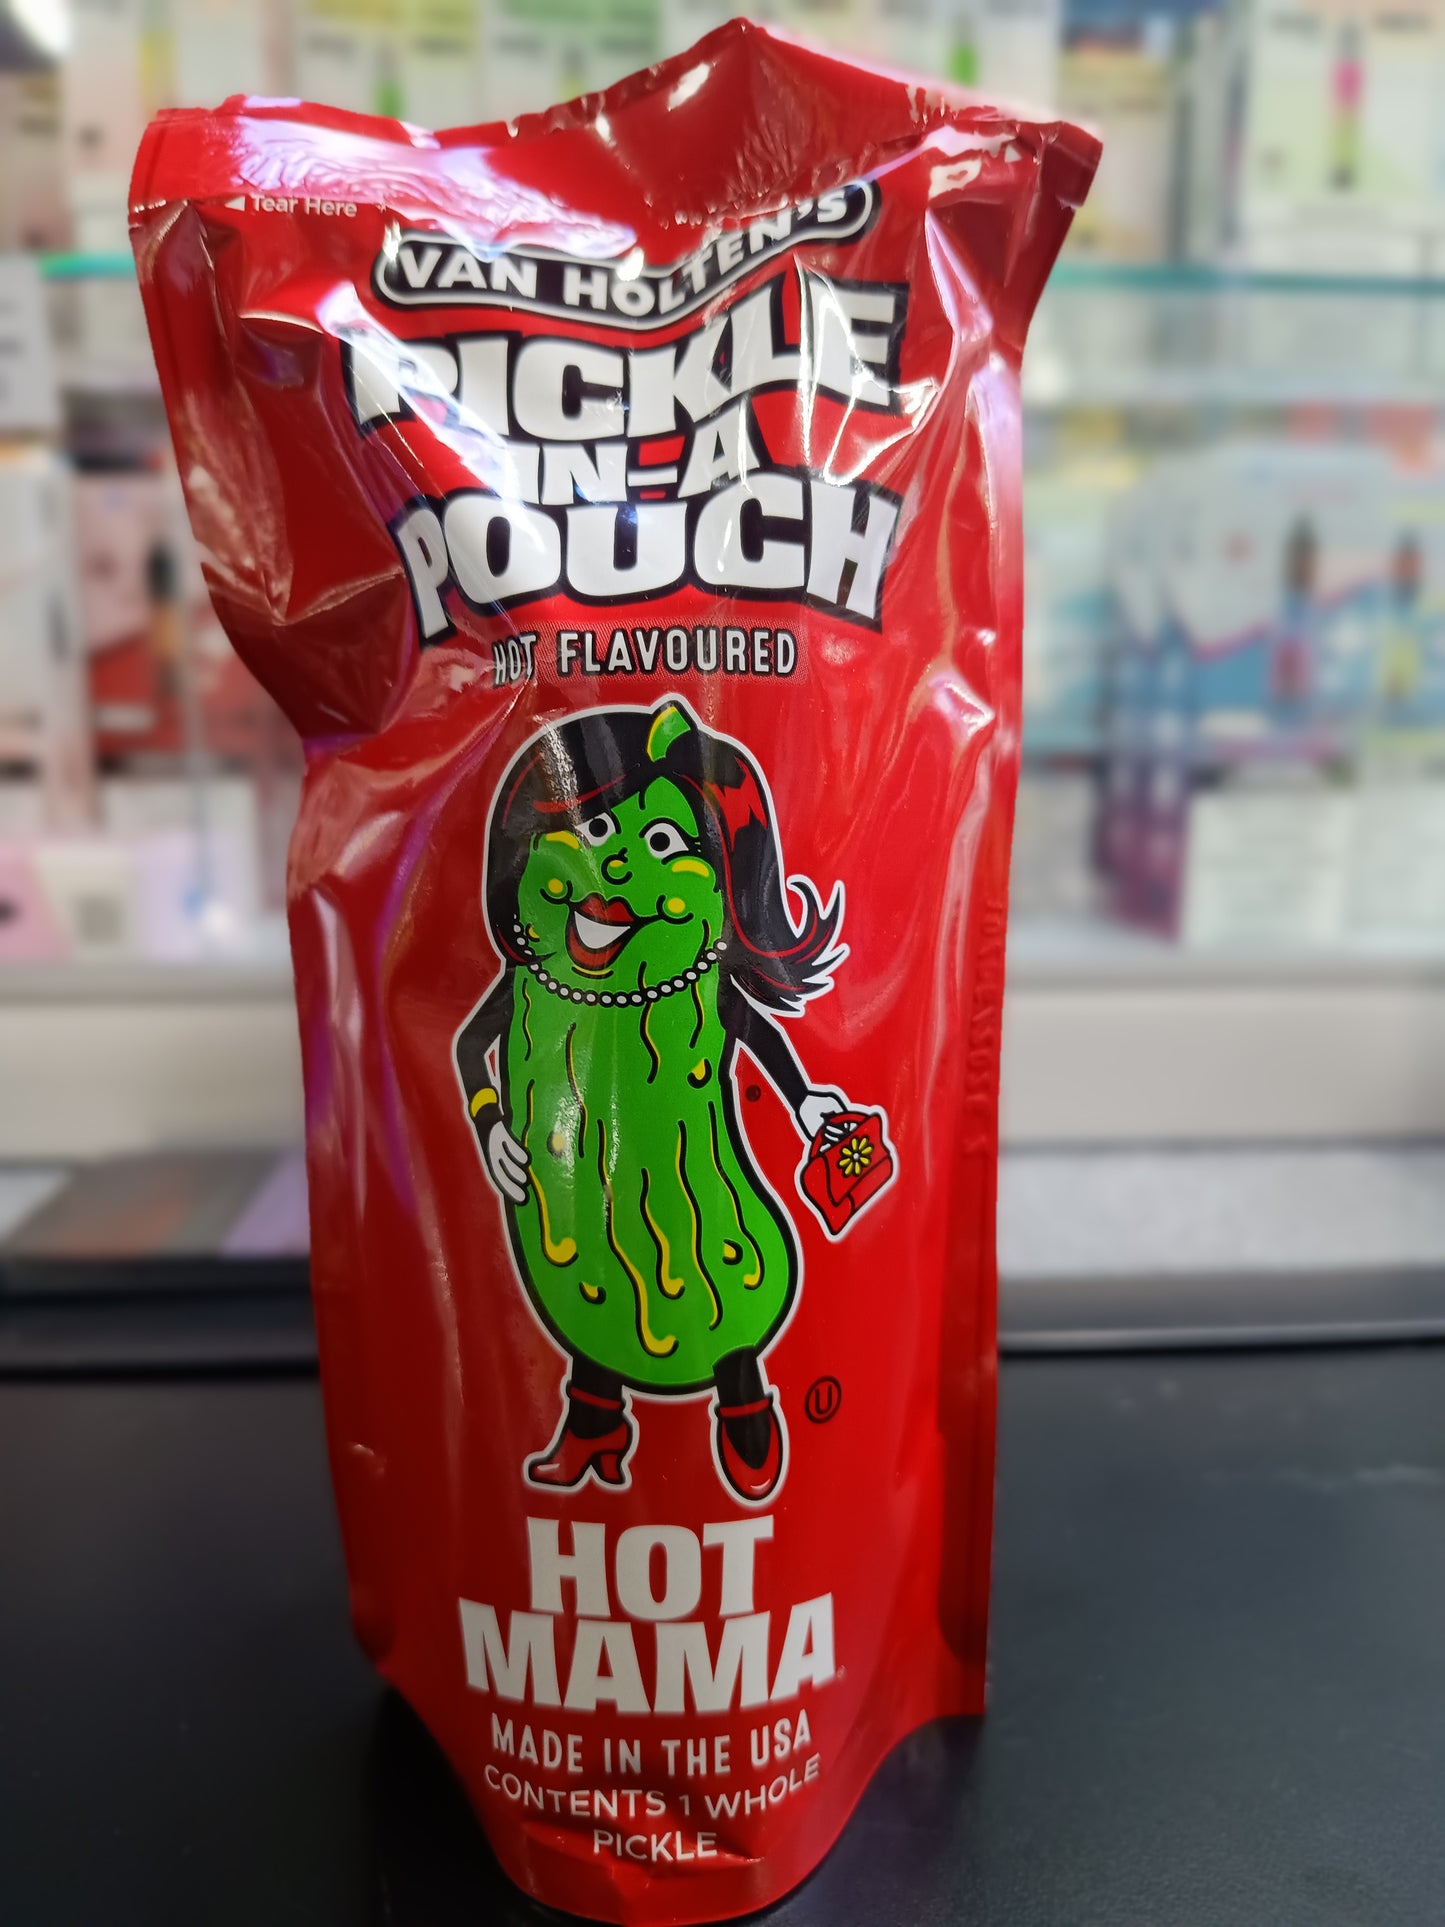 Tear Here
VAN HOLTEN'S
PICKLE
IN-A
POUCH
HOT FLAVOURED
U
HOT
MAMA
MADE IN THE USA
CONTENTS 1 WHOLE
PICKLE